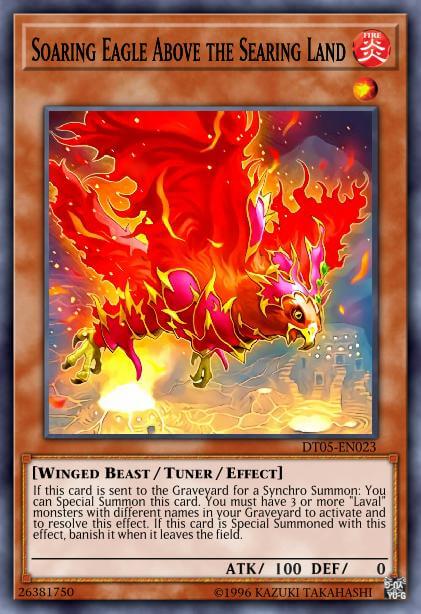 Soaring Eagle Above the Searing Land
FIRE
炎
DT05-EN023
[Winged Beast / Tuner / Effect]
If this card is sent to the Graveyard for a Synchro Summon: You
can Special Summon this card. You must have 3 or more "Laval"
monsters with different names in your Graveyard to activate and
to resolve this effect. If this card is Special Summoned with this
effect, banish it when it leaves the field.
ATK/ 100 DEF/ 0
26381750
©1996 KAZUKI TAKAHASHI